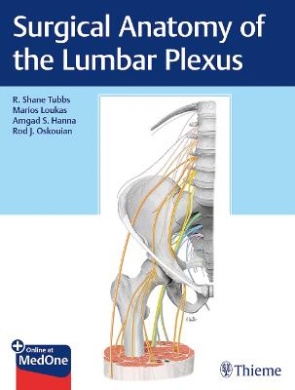 Surgical Anatomy of
the Lumbar Plexus
R. Shane Tubbs
Marios Loukas
Amgad S. Hanna
Rod J. Oskouian
+ Online at
MedOne
Thieme